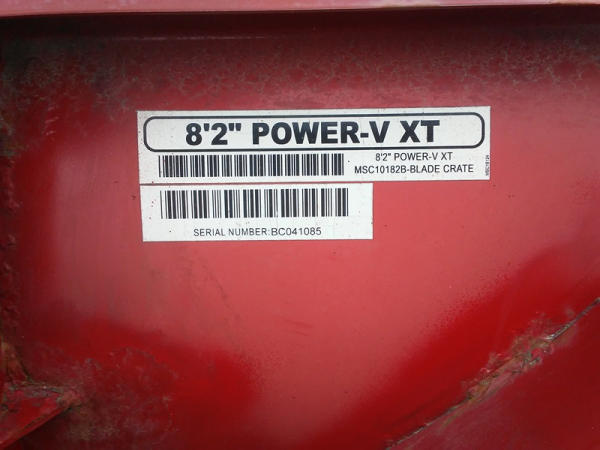 8'2" POWER-V XT
8'2" POWER-V XT
MSC10182B-BLADE CRATE
SERIAL NUMBER:BC041085